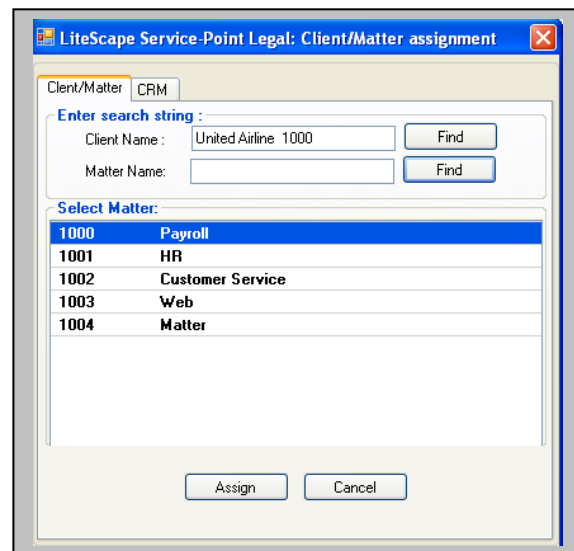 LiteScape Service-Point Legal: Client/Matter assignment
Clent/Matter CRM
Enter search string :
Client Name : United Airline 1000 Find
Matter Name: Find
Select Matter:
1000 Payroll
1001 HR
1002 Customer Service
1003 Web
1004 Matter
Assign Cancel